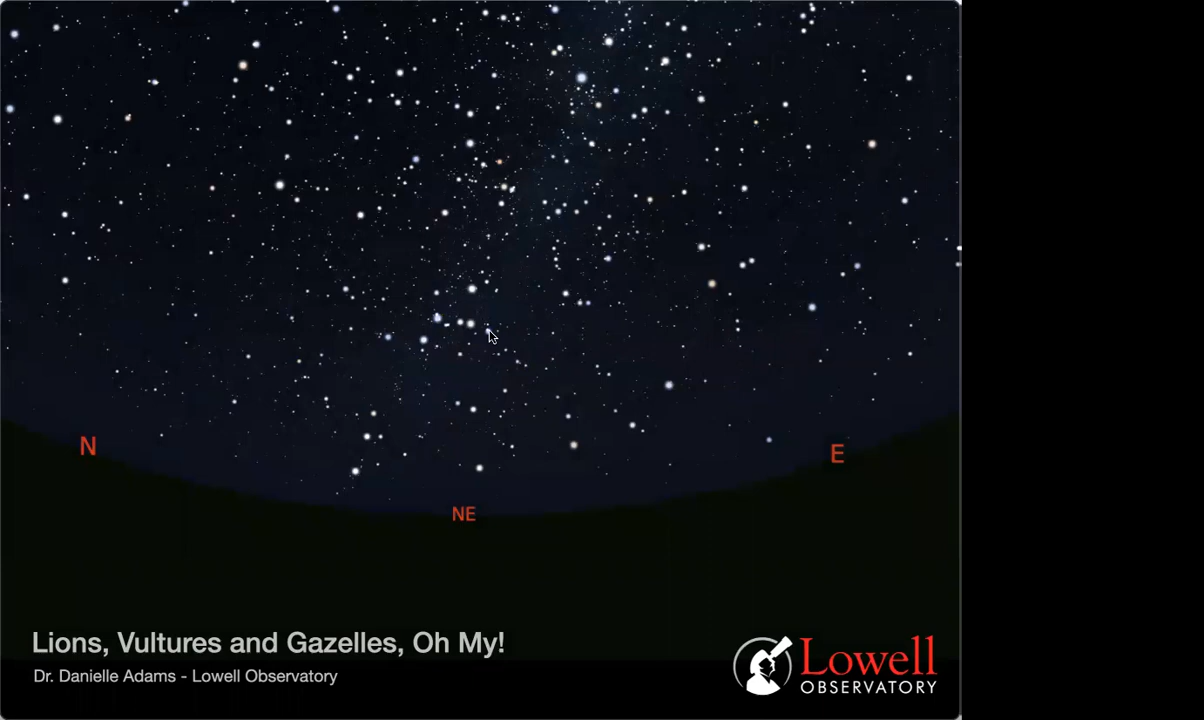 N
E
NE
Lions, Vultures and Gazelles, Oh My!
Dr. Danielle Adams - Lowell Observatory
Lowell
OBSERVATORY